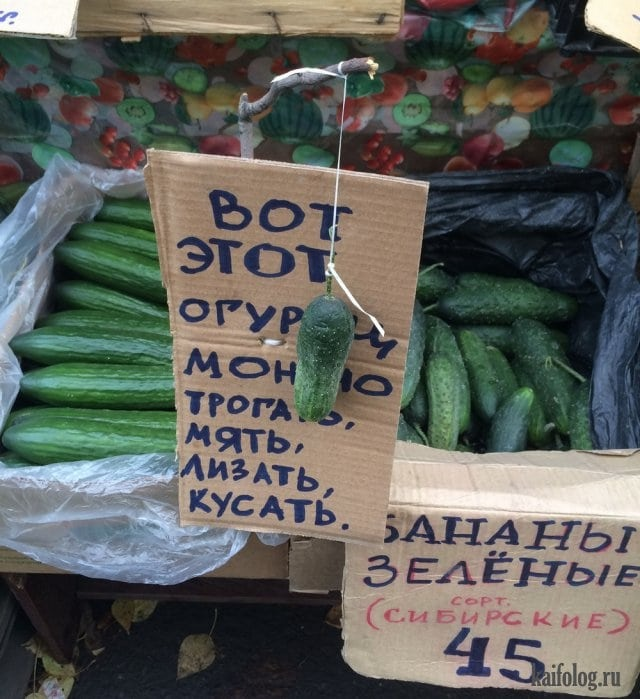 ВОТ
ЭТОТ
ОГУРЕЦ
МОЖНО
ТРОГАТЬ,
МЯТЬ,
ЛИЗАТЬ,
КУСАТЬ.
БАНАНЫ
ЗЕЛЁНЫЕ
СОРТ.
(СИБИРСКИЕ)
45
kaifolog.ru